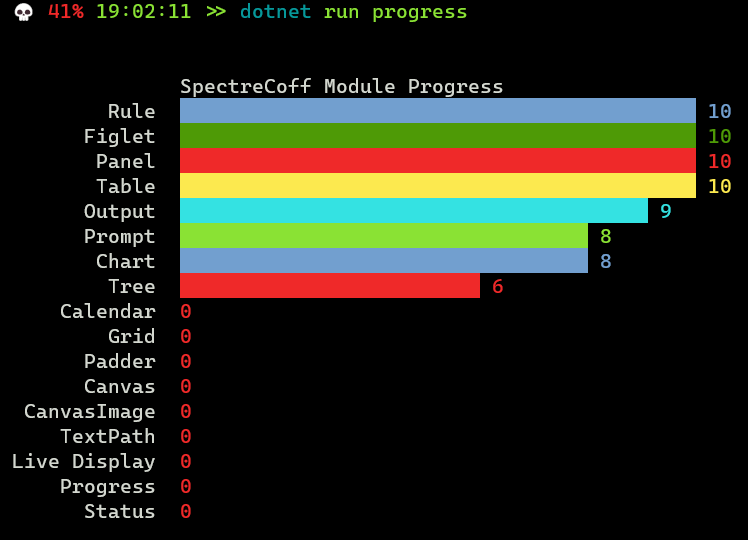 💀 41% 19:02:11 >> dotnet run progress
SpectreCoff Module Progress
Rule 10
Figlet 10
Panel 10
Table 10
Output 9
Prompt 8
Chart 8
Tree 6
Calendar 0
Grid 0
Padder 0
Canvas 0
CanvasImage 0
TextPath 0
Live Display 0
Progress 0
Status 0